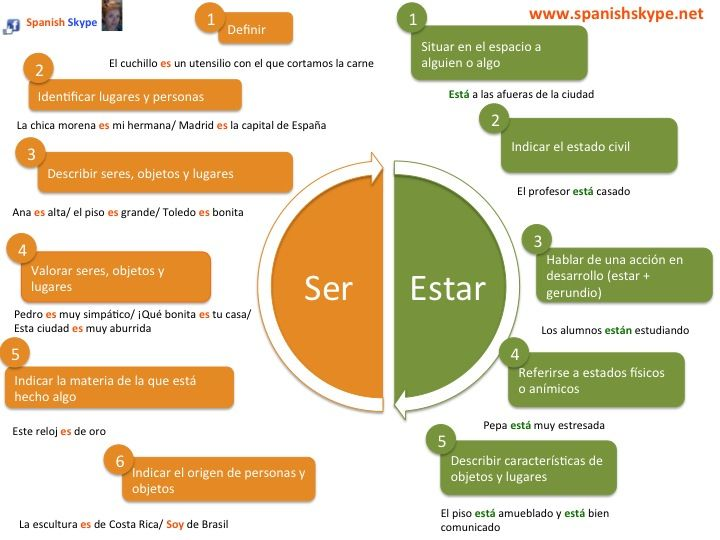 Spanish Skype
www.spanishskype.net
1
Definir
El cuchillo es un utensilio con el que cortamos la carne
2
Identificar lugares y personas
La chica morena es mi hermana/ Madrid es la capital de España
3
Describir seres, objetos y lugares
Ana es alta/ el piso es grande/ Toledo es bonita
4
Valorar seres, objetos y
lugares
Pedro es muy simpático/ ¡Qué bonita es tu casa/
Esta ciudad es muy aburrida
5
Indicar la materia de la que está
hecho algo
Este reloj es de oro
6
Indicar el origen de personas y
objetos
La escultura es de Costa Rica/ Soy de Brasil
Ser
Estar
1
Situar en el espacio a
alguien o algo
Está a las afueras de la ciudad
2
Indicar el estado civil
El profesor está casado
3
Hablar de una acción en
desarrollo (estar +
gerundio)
Los alumnos están estudiando
4
Referirse a estados físicos
o anímicos
Pepa está muy estresada
5
Describir características de
objetos y lugares
El piso está amueblado y está bien
comunicado